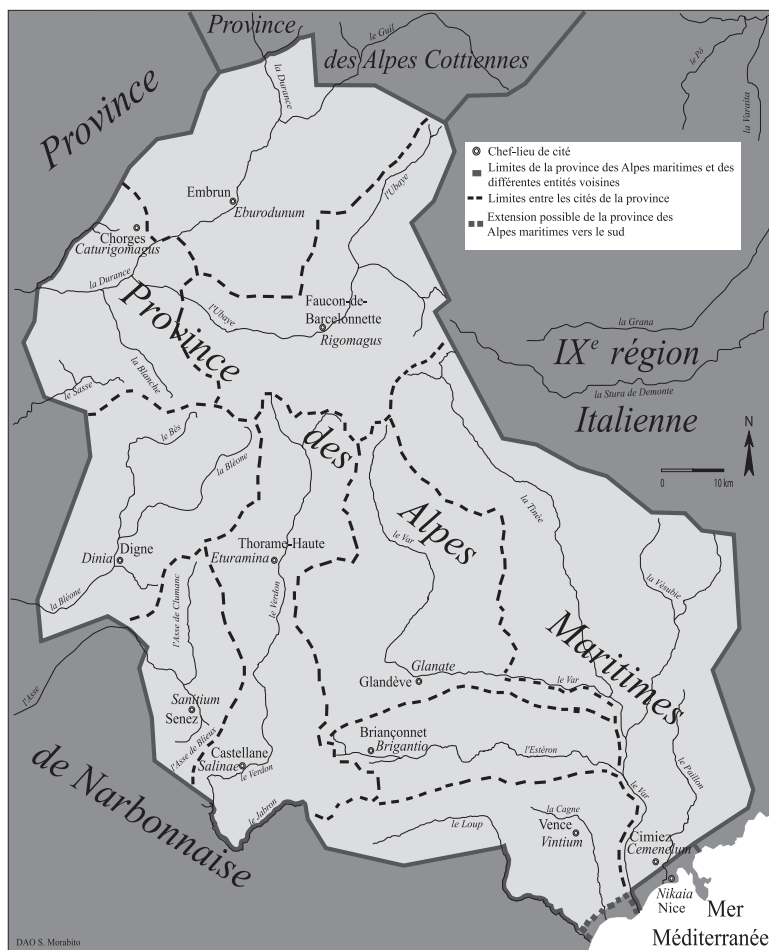 Province
des Alpes Cottiennes
le Guil
la Durance
le Pô
la Varaita
Province
Chef-lieu de cité
Limites de la province des Alpes maritimes et des
différentes entités voisines
Limites entre les cités de la province
Extension possible de la province des
Alpes maritimes vers le sud
l'Ubaye
Embrun
Eburodunum
Chorges
Caturigomagus
la Durance
Province
l'Ubaye
Faucon-de-
Barcelonnette
Rigomagus
la Blanche
le Sasse
la Grana
IXe région
la Stura de Demonte
Italienne
N
0 10 km
des
le Bès
la Bléone
Alpes
la Tinée
Dinia Digne
Thorame-Haute
Eturamina
le Var
la Vésubie
la Bléone
l'Asse de Clumanc
le Verdon
Maritimes
l'Asse
Glanate
Glandève
le Var
Sanitium
Senez
l'Asse de Blieux
Briançonnet
Brigantio
l'Estéron
Castellane
Salinae
le Verdon
le Paillon
le Var
de Narbonnaise
le Jabron
le Loup
la Cagne
Vence
Vintium
Cimiez
Cemenelum
Nikaia
Nice
Mer
Méditerranée
DAO S. Morabito